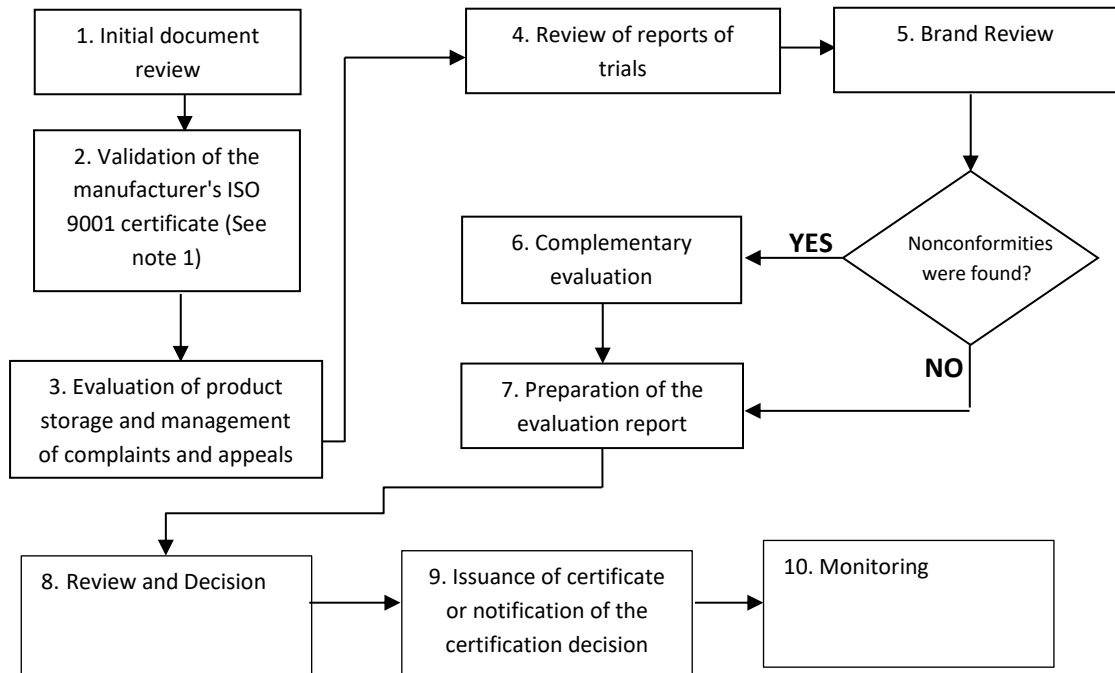 1. Initial document
review
2. Validation of the
manufacturer's ISO
9001 certificate (See
note 1)
3. Evaluation of product
storage and management
of complaints and appeals
4. Review of reports of
trials
5. Brand Review
Nonconformities
were found?
YES
NO
6. Complementary
evaluation
7. Preparation of the
evaluation report
8. Review and Decision
9. Issuance of certificate
or notification of the
certification decision
10. Monitoring